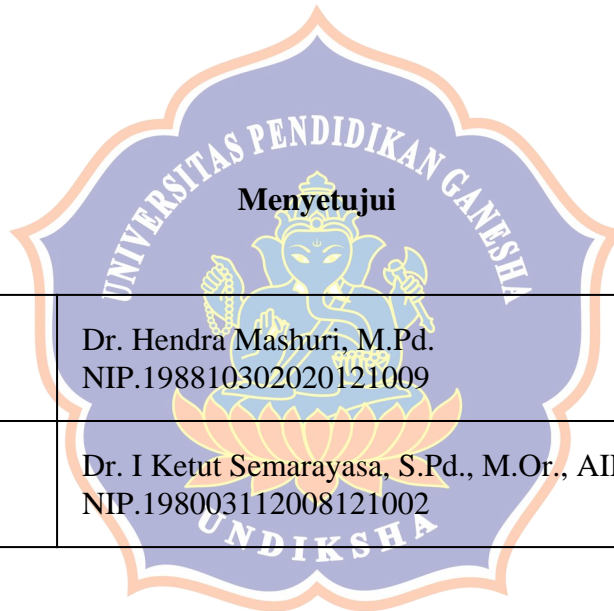 UNIVERSITAS PENDIDIKAN GANESHA
Menyetujui
Dr. Hendra Mashuri, M.Pd.
NIP.198810302020121009
Dr. I Ketut Semarayasa, S.Pd., M.Or.,
NIP.198003112008121002
UNDIKSHA